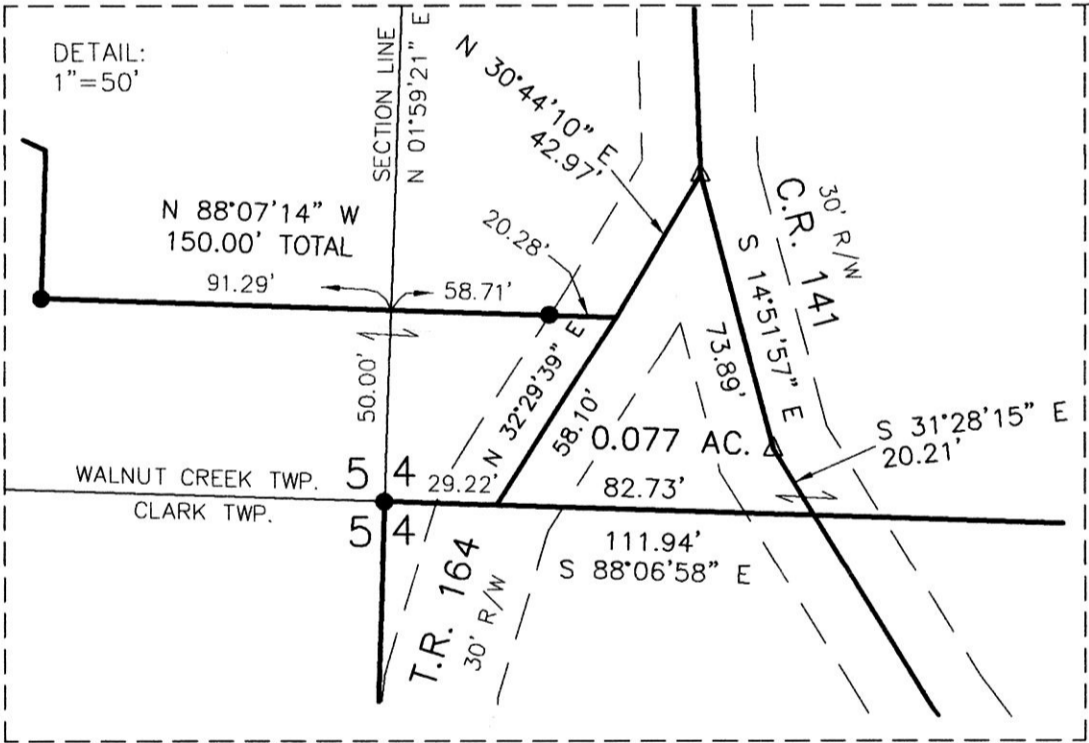 DETAIL:
1"=50'
SECTION LINE
N 01°59'21" E
N 30°44'10" E
42.97'
N 88°07'14" W
150.00' TOTAL
91.29'
58.71'
20.28'
30' R/W
C.R. 141
S 14°51'57" E
73.89'
50.00'
N 32°29'39" E
58.10'
0.077 AC.
S 31°28'15" E
20.21'
WALNUT CREEK TWP.
5 4
29.22'
82.73'
CLARK TWP.
5 4
111.94'
S 88°06'58" E
T.R. 164
30' R/W